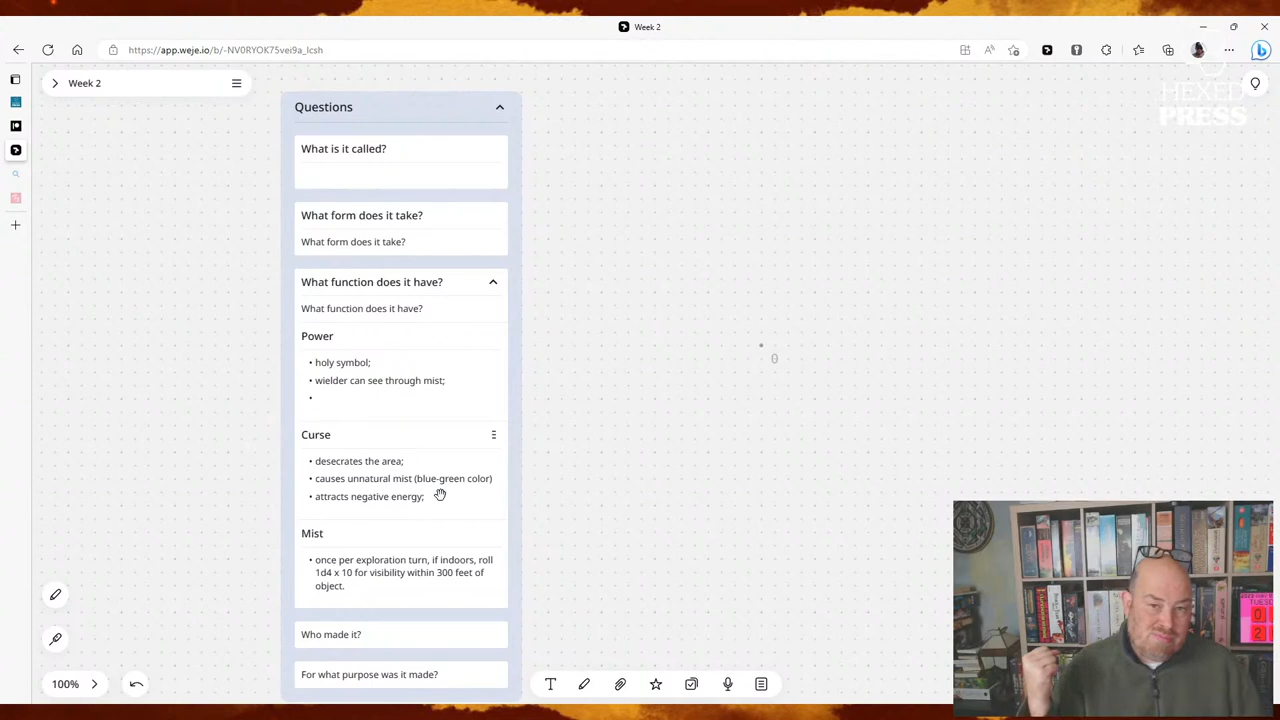 Week 2
https://app.weje.io/b/-NV0RYOK75vei9a_lcsh
Week 2
HEXED
PRESS
Questions
What is it called?
What form does it take?
What form does it take?
What function does it have?
What function does it have?
Power
• holy symbol;
• wielder can see through mist;
•
Curse
• desecrates the area;
• causes unnatural mist (blue-green color)
• attracts negative energy;
Mist
• once per exploration turn, if indoors, roll
1d4 x 10 for visibility within 300 feet of
object.
Who made it?
For what purpose was it made?
0
100%
T